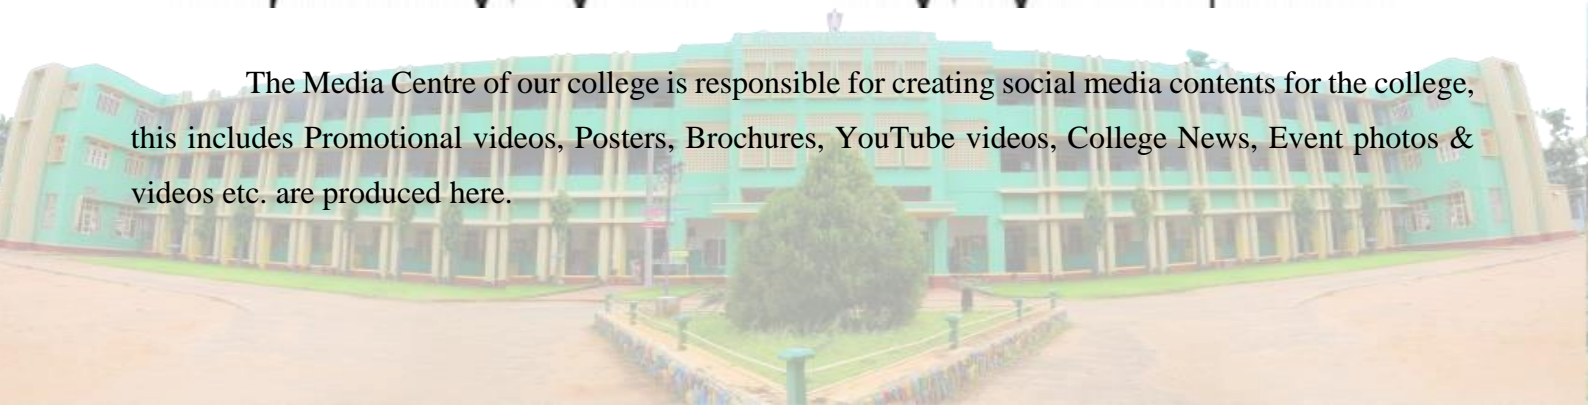 The Media Centre of our college is responsible for creating social media contents for the college,
this includes Promotional videos, Posters, Brochures, YouTube videos, College News, Event photos &
videos etc. are produced here.